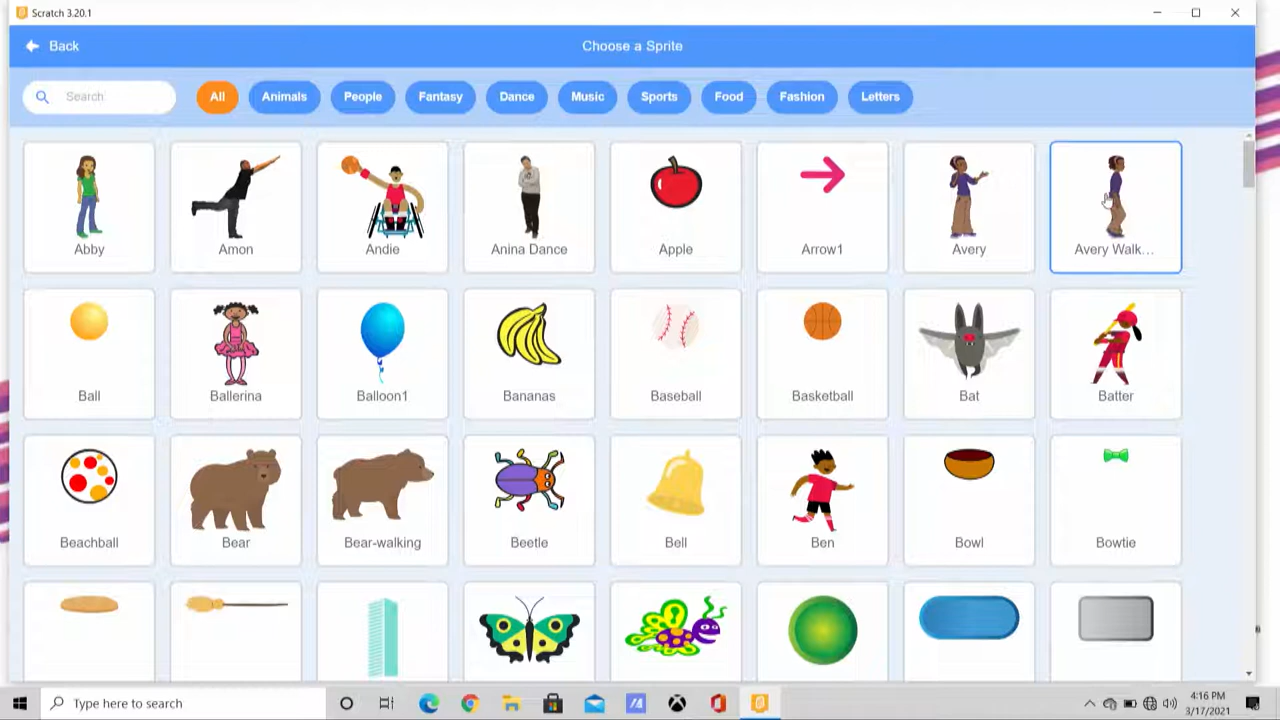 Scratch 3.20.1
Back
Choose a Sprite
Search
All
Animals
People
Fantasy
Dance
Music
Sports
Food
Fashion
Letters
Abby
Amon
Andie
Anina Dance
Apple
Arrow1
Avery
Avery Walk...
Ball
Ballerina
Balloon1
Bananas
Baseball
Basketball
Bat
Batter
Beachball
Bear
Bear-walking
Beetle
Bell
Ben
Bowl
Bowtie
Type here to search
4:16 PM
3/17/2021